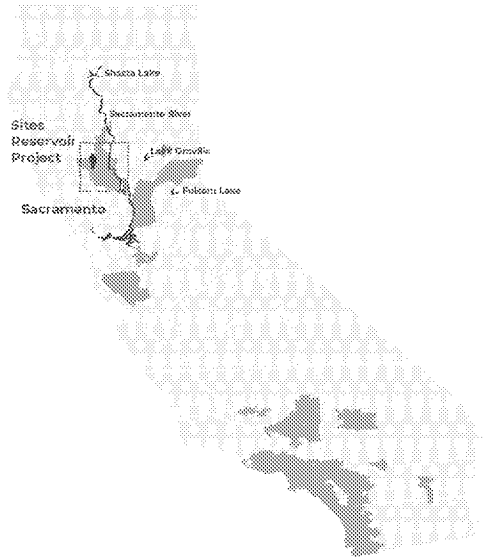 Shasta Lake
Sacramento River
Sites
Reservoir
Project
Lake Oroville
Folsom Lake
Sacramento